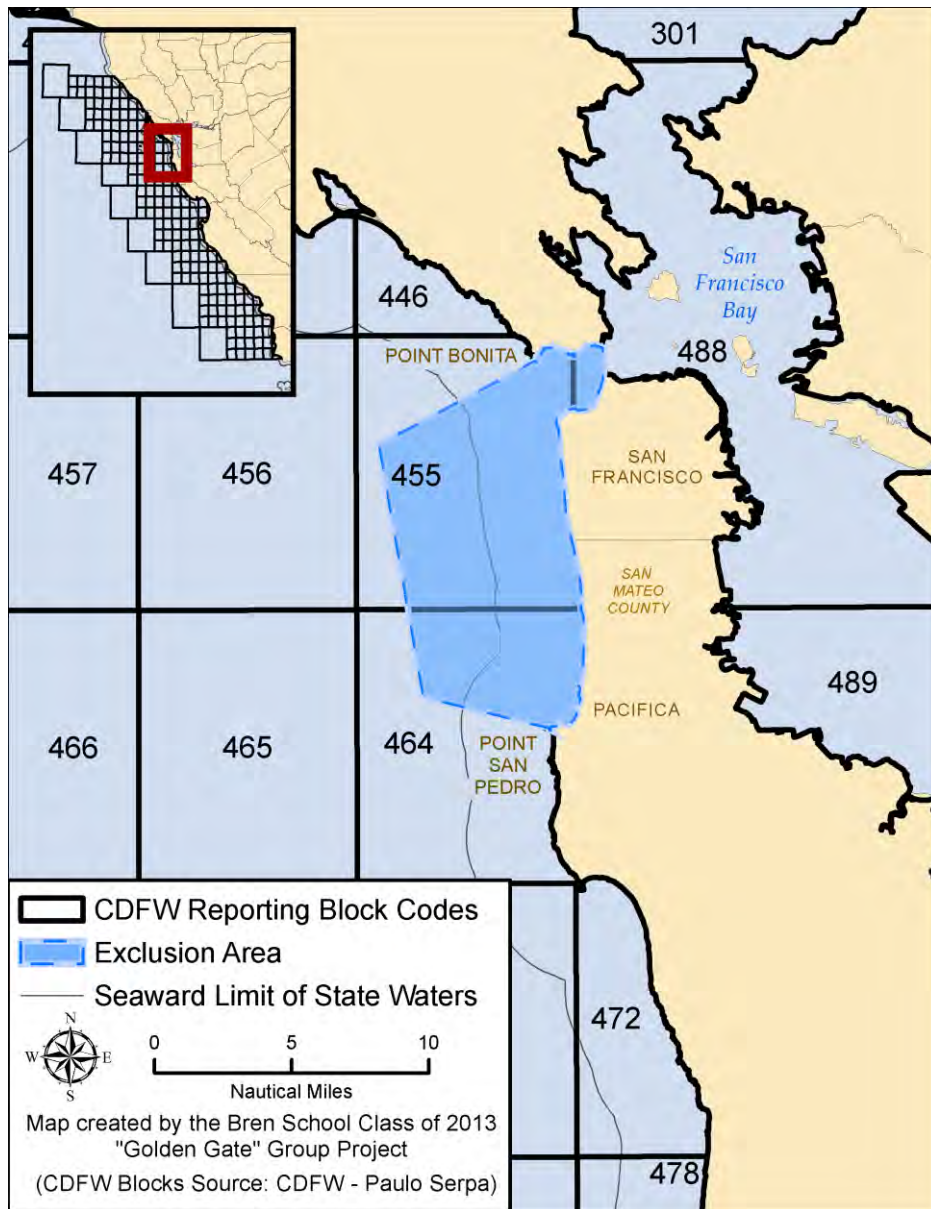 301
San
Francisco
Bay
446
POINT BONITA
488
457
456
455
SAN
FRANCISCO
SAN
MATEO
COUNTY
489
466
465
464
PACIFICA
POINT
SAN
PEDRO
CDFW Reporting Block Codes
Exclusion Area
Seaward Limit of State Waters
N
W E
S
0 5 10
Nautical Miles
472
Map created by the Bren School Class of 2013
"Golden Gate" Group Project
(CDFW Blocks Source: CDFW - Paulo Serpa)
478